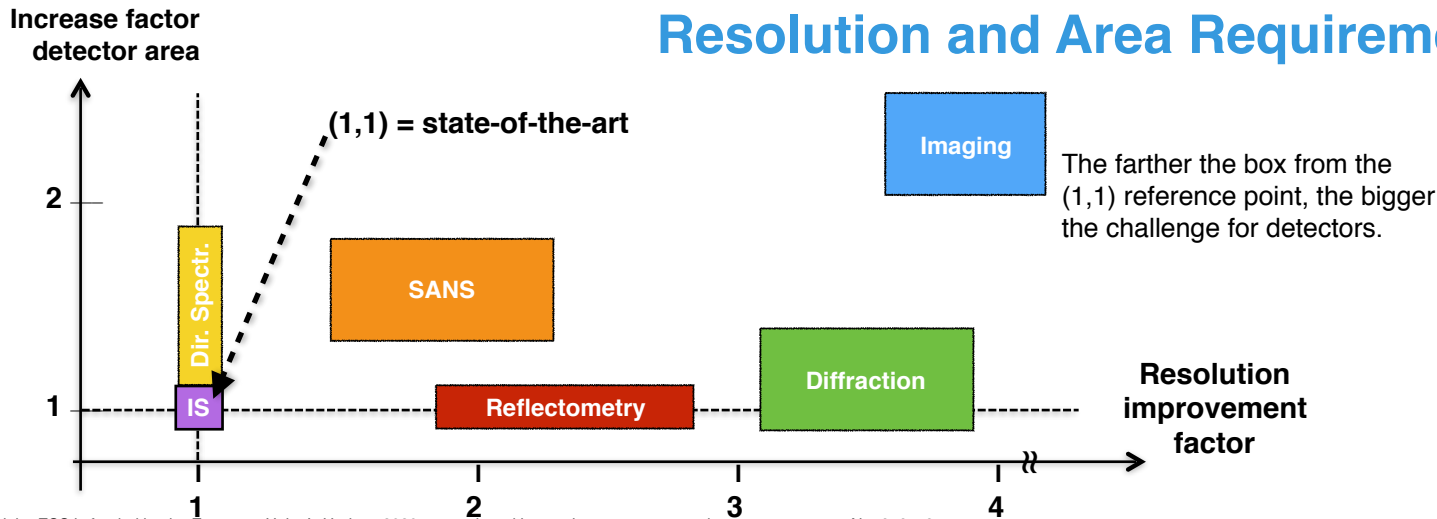 Increase factor
detector area
Resolution and Area
(1,1) = state-of-the-art
Imaging
The farther the box from the
(1,1) reference point, the bigger
the challenge for detectors.
2
Dir. Spectr.
SANS
Diffraction
Resolution
improvement
factor
1
IS
Reflectometry
1
2
3
4